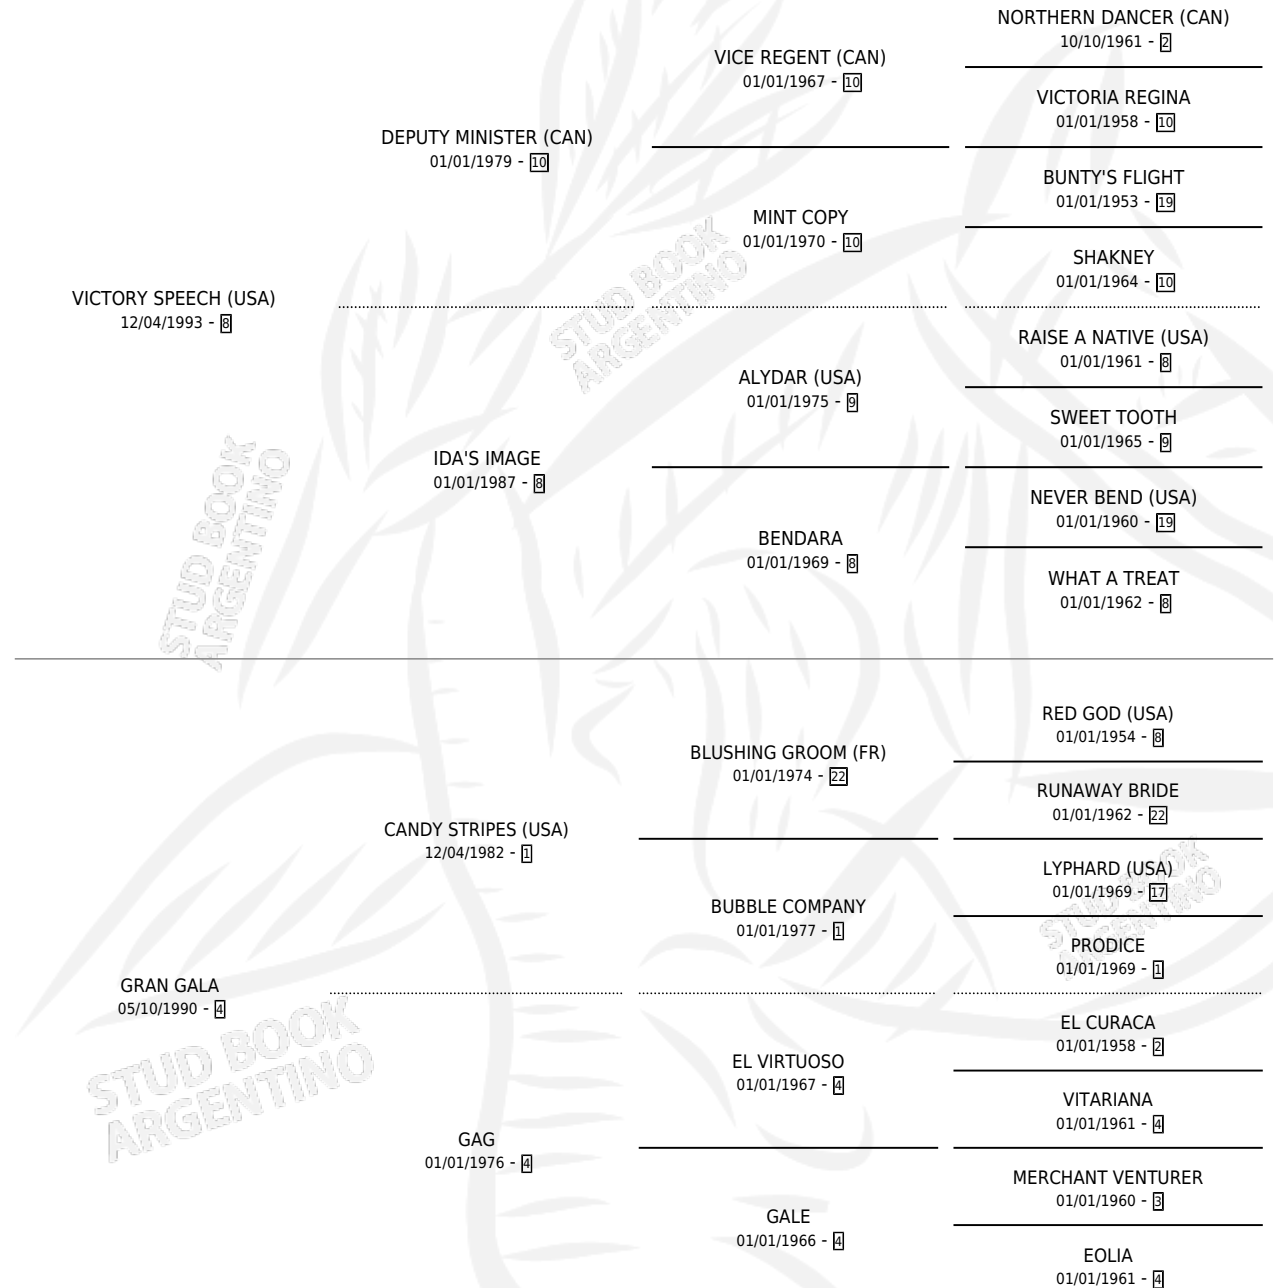 NORTHERN DANCER (CAN)
10/10/1961 - 2
VICE REGENT (CAN)
01/01/1967 - 10
VICTORIA REGINA
01/01/1958 - 10
DEPUTY MINISTER (CAN)
01/01/1979 - 10
BUNTY'S FLIGHT
01/01/1953 - 19
MINT COPY
01/01/1970 - 10
SHAKNEY
01/01/1964 - 10
VICTORY SPEECH (USA)
12/04/1993 - 8
RAISE A NATIVE (USA)
01/01/1961 - 8
ALYDAR (USA)
01/01/1975 - 9
SWEET TOOTH
01/01/1965 - 9
IDA'S IMAGE
01/01/1987 - 8
NEVER BEND (USA)
01/01/1960 - 19
BENDARA
01/01/1969 - 8
WHAT A TREAT
01/01/1962 - 8
RED GOD (USA)
01/01/1954 - 8
BLUSHING GROOM (FR)
01/01/1974 - 22
RUNAWAY BRIDE
01/01/1962 - 22
CANDY STRIPES (USA)
12/04/1982 - 1
LYPHARD (USA)
01/01/1969 - 17
BUBBLE COMPANY
01/01/1977 - 1
PRODICE
01/01/1969 - 1
GRAN GALA
05/10/1990 - 4
EL CURACA
01/01/1958 - 2
EL VIRTUOSO
01/01/1967 - 4
VITARIANA
01/01/1961 - 4
GAG
01/01/1976 - 4
MERCHANT VENTURER
01/01/1960 - 3
GALE
01/01/1966 - 4
EOLIA
01/01/1961 - 4
STUD BOOK
ARGENTINO
STUD BOOK
ARGENTINO
STUD BOOK
ARGENTINO
STUD BOOK
ARGENTINO